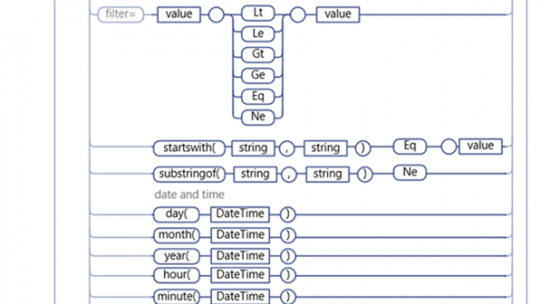 filter= value Lt value
Le
Gt
Ge
Eq
Ne
startswith( string , string ) Eq value
substringof( string , string ) Ne
date and time
day( DateTime )
month( DateTime )
year( DateTime )
hour( DateTime )
minute( DateTime )